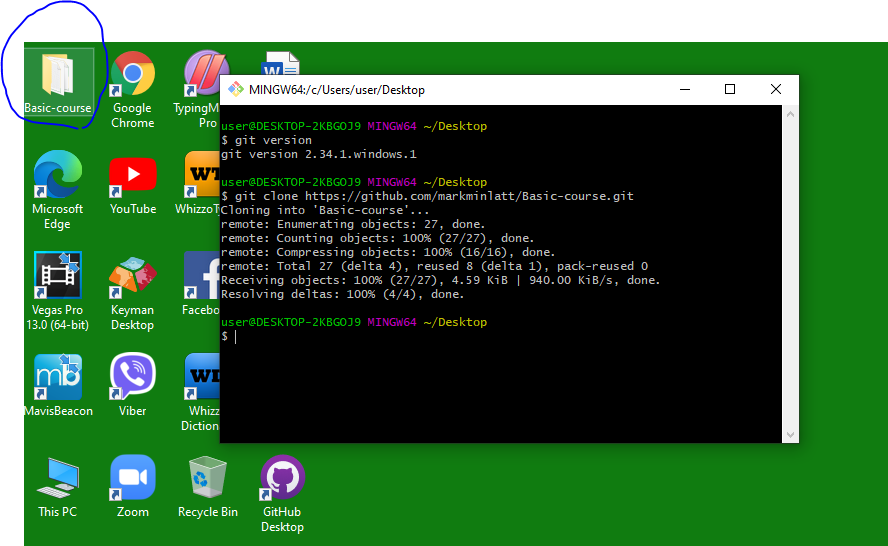 Basic-course
Google
Chrome
TypingM
Pro
W
MINGW64:/c/Users/user/Desktop
user@DESKTOP-2KBGOJ9 MINGW64 ~/Desktop
$ git version
git version 2.34.1.windows.1
user@DESKTOP-2KBGOJ9 MINGW64 ~/Desktop
$ git clone https://github.com/markminlatt/Basic-course.git
Cloning into 'Basic-course'...
remote: Enumerating objects: 27, done.
remote: Counting objects: 100% (27/27), done.
remote: Compressing objects: 100% (16/16), done.
remote: Total 27 (delta 4), reused 8 (delta 1), pack-reused 0
Receiving objects: 100% (27/27), 4.59 KiB | 940.00 KiB/s, done.
Resolving deltas: 100% (4/4), done.
user@DESKTOP-2KBGOJ9 MINGW64 ~/Desktop
$
Microsoft
Edge
YouTube
WT
WhizzoTy
Vegas Pro
13.0 (64-bit)
Keyman
Desktop
f
Facebo
mb
MavisBeacon
Viber
WD
Whizz
Diction
This PC
Zoom
Recycle Bin
GitHub
Desktop